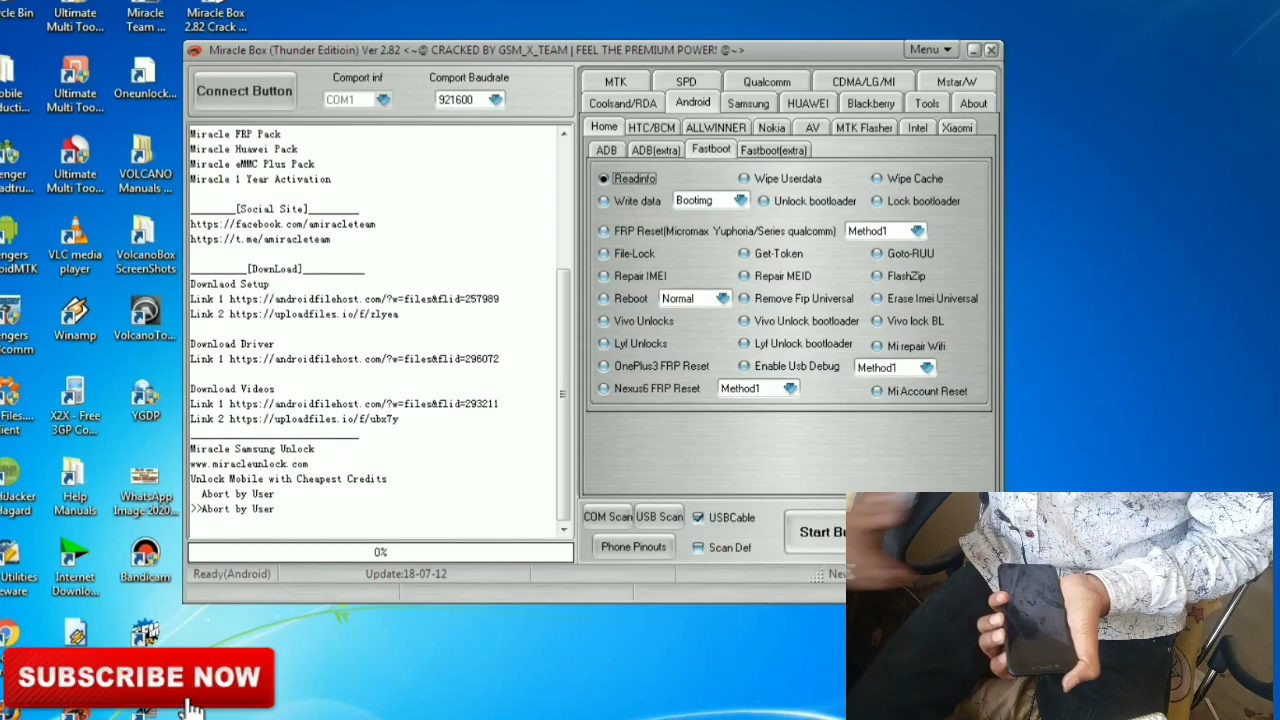 cle Bin
Ultimate
Multi Too...
Miracle
Team ...
Miracle Box
2.82 Crack ...
Ultimate
Multi Too...
Oneunlock...
Ultimate
Multi Too...
VOLCANO
Manuals ...
VLC media
player
VolcanoBox
ScreenShots
Winamp
VolcanoTo...
X2X - Free
3GP Co...
YGDP
Help
Manuals
WhatsApp
Image 2020...
Internet
Downlo...
Bandicam
Miracle Box (Thunder Editioin) Ver 2.82 <~@ CRACKED BY GSM_X_TEAM | FEEL THE PREMIUM POWER! @~>
Menu
Connect Button
Comport inf
COM1
Comport Baudrate
921600
Miracle FRP Pack
Miracle Huawei Pack
Miracle eMMC Plus Pack
Miracle 1 Year Activation
_______[Social Site]________
https://facebook.com/amiracleteam
https://t.me/amiracleteam
_________[DownLoad]__________
Downlaod Setup
Link 1 https://androidfilehost.com/?w=files&flid=257989
Link 2 https://uploadfiles.io/f/zlyea
Download Driver
Link 1 https://androidfilehost.com/?w=files&flid=296072
Downlaod Videos
Link 1 https://androidfilehost.com/?w=files&flid=293211
Link 2 https://uploadfiles.io/f/ubx7y
Miracle Samsung Unlock
www.miracleunlock.com
Unlock Mobile with Cheapest Credits
Abort by User
>>Abort by User
0%
Ready(Android)
Update:18-07-12
MTK SPD Qualcomm CDMA/LG/MI Mstar/W
Coolsand/RDA Android Samsung HUAWEI Blackberry Tools About
Home HTC/BCM ALLWINNER Nokia AV MTK Flasher Intel Xiaomi
ADB ADB(extra) Fastboot Fastboot(extra)
Readinfo Wipe Userdata Wipe Cache
Write data Bootimg Unlock bootloader Lock bootloader
FRP Reset(Micromax Yuphoria/Series qualcomm) Method1
File-Lock Get-Token Goto-RUU
Repair IMEI Repair MEID FlashZip
Reboot Normal Remove Frp Universal Erase Imei Universal
Vivo Unlocks Vivo Unlock bootloader Vivo lock BL
Lyf Unlocks Lyf Unlock bootloader Mi repair Wifi
OnePlus3 FRP Reset Enable Usb Debug Method1
Nexus6 FRP Reset Method1 Mi Account Reset
COM Scan USB Scan USBCable
Start Bu
Phone Pinouts Scan Def
SUBSCRIBE NOW